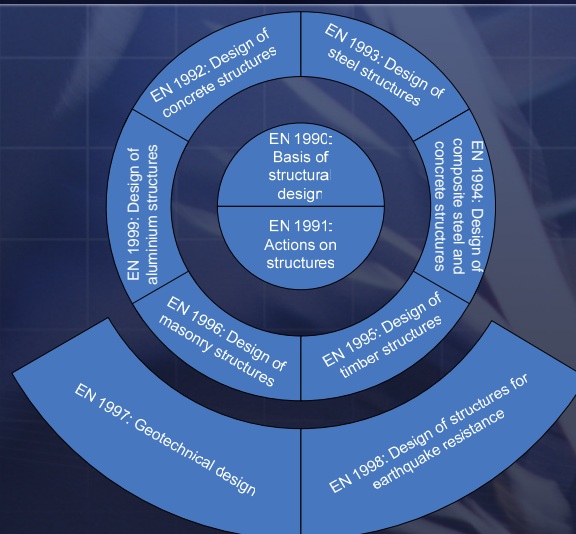 EN 1992: Design of
concrete structures
EN 1993: Design of
steel structures
EN 1990:
Basis of
structural
design
EN 1991:
Actions on
structures
EN 1994: Design of
composite steel and
concrete structures
EN 1999: Design of
aluminium structures
EN 1996: Design of
masonry structures
EN 1995: Design of
timber structures
EN 1997: Geotechnical design
EN 1998: Design of structures for
earthquake resistance